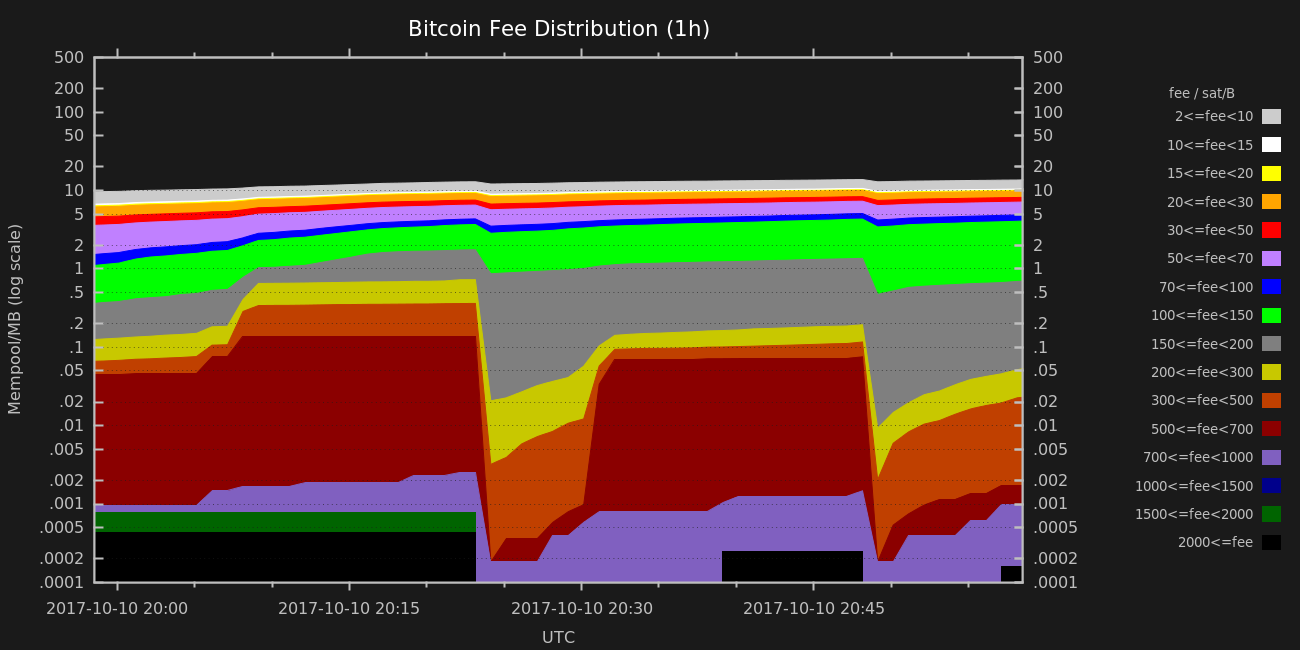 Bitcoin Fee Distribution (1h)
500 500
200 200
100 100
50 50
20 20
10 10
5 5
2 2
1 1
.5 .5
.2 .2
.1 .1
.05 .05
.02 .02
.01 .01
.005 .005
.002 .002
.001 .001
.0005 .0005
.0002 .0002
.0001 .0001
Mempool/MB (log scale)
2017-10-10 20:00 2017-10-10 20:15 2017-10-10 20:30 2017-10-10 20:45
UTC
fee / sat/B
2<=fee<10
10<=fee<15
15<=fee<20
20<=fee<30
30<=fee<50
50<=fee<70
70<=fee<100
100<=fee<150
150<=fee<200
200<=fee<300
300<=fee<500
500<=fee<700
700<=fee<1000
1000<=fee<1500
1500<=fee<2000
2000<=fee